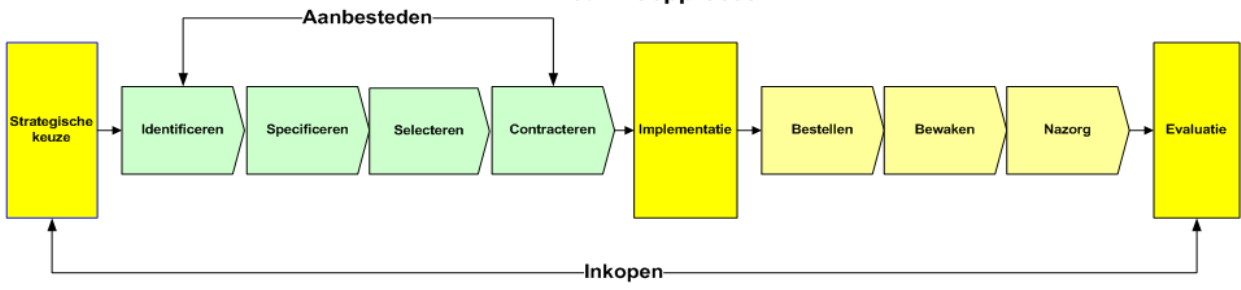 Aanbesteden
Strategische
keuze
Identificeren
Specificeren
Selecteren
Contracteren
Implementatie
Bestellen
Bewaken
Nazorg
Evaluatie
Inkopen